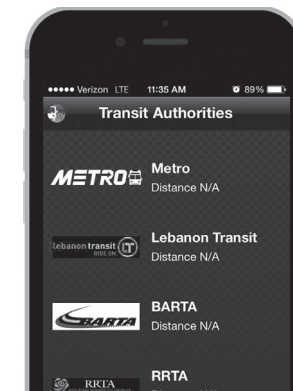 Verizon LTE 11:35 AM 89%
Transit Authorities
METRO
Metro
Distance N/A
lebanon transit LT
RIDE ON.
Lebanon Transit
Distance N/A
BARTA
BARTA
Distance N/A
RRTA
RRTA